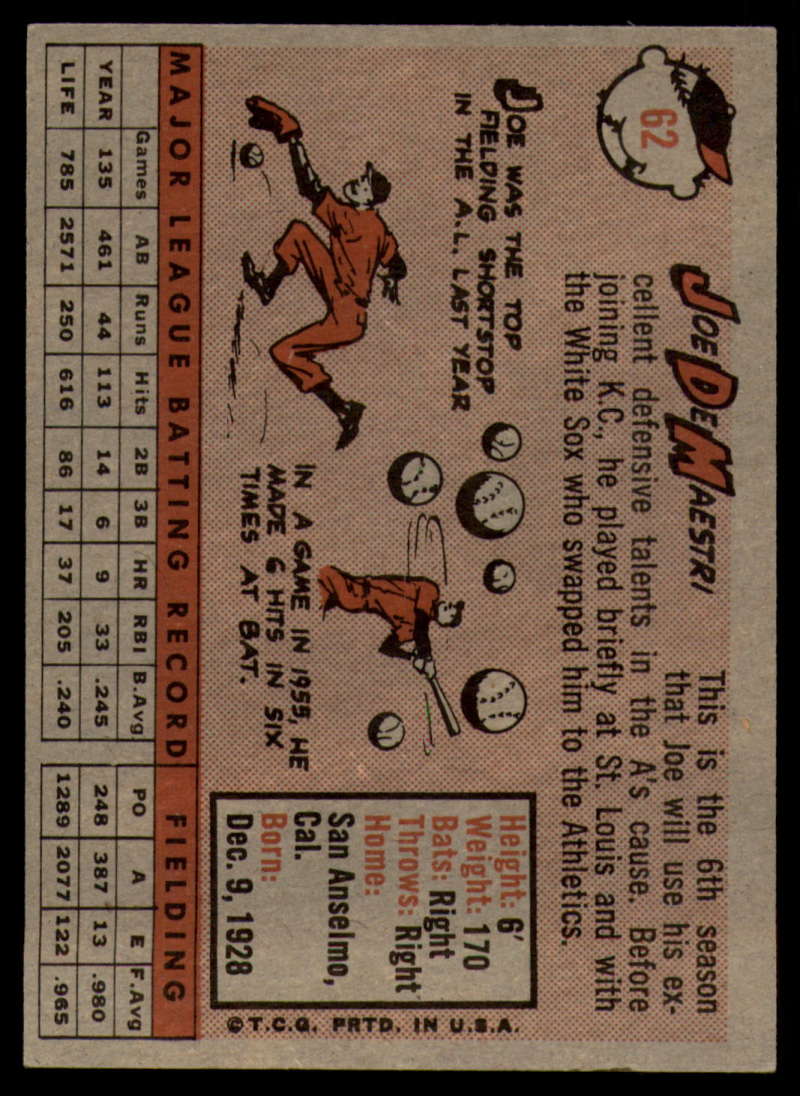 62
JOE DE MAESTRI
This is the 6th season
that Joe will use his ex-
cellent defensive talents in the A's cause. Before
joining K.C., he played briefly at St. Louis and with
the White Sox who swapped him to the Athletics.
JOE WAS THE TOP
FIELDING SHORTSTOP
IN THE A.L. LAST YEAR
IN A GAME IN 1955, HE
MADE 6 HITS IN SIX
TIMES AT BAT.
Height: 6'
Weight: 170
Bats: Right
Throws: Right
Home:
San Anselmo,
Cal.
Born:
Dec. 9, 1928
© T.C.G. PRTD. IN U.S.A.
MAJOR LEAGUE BATTING RECORD FIELDING
Games AB Runs Hits 2B 3B HR RBI B.Avg PO A E F.Avg
YEAR 135 461 44 113 14 6 9 33 .245 248 387 13 .980
LIFE 785 2571 250 616 86 17 37 205 .240 1289 2077 122 .965